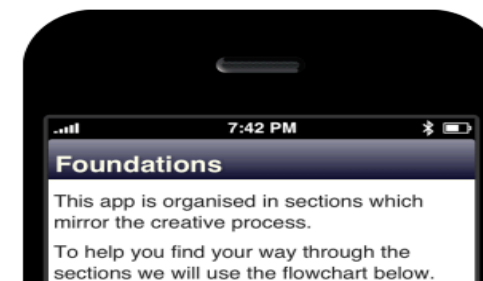 7:42 PM
Foundations
This app is organised in sections which
mirror the creative process.
To help you find your way through the
sections we will use the flowchart below.